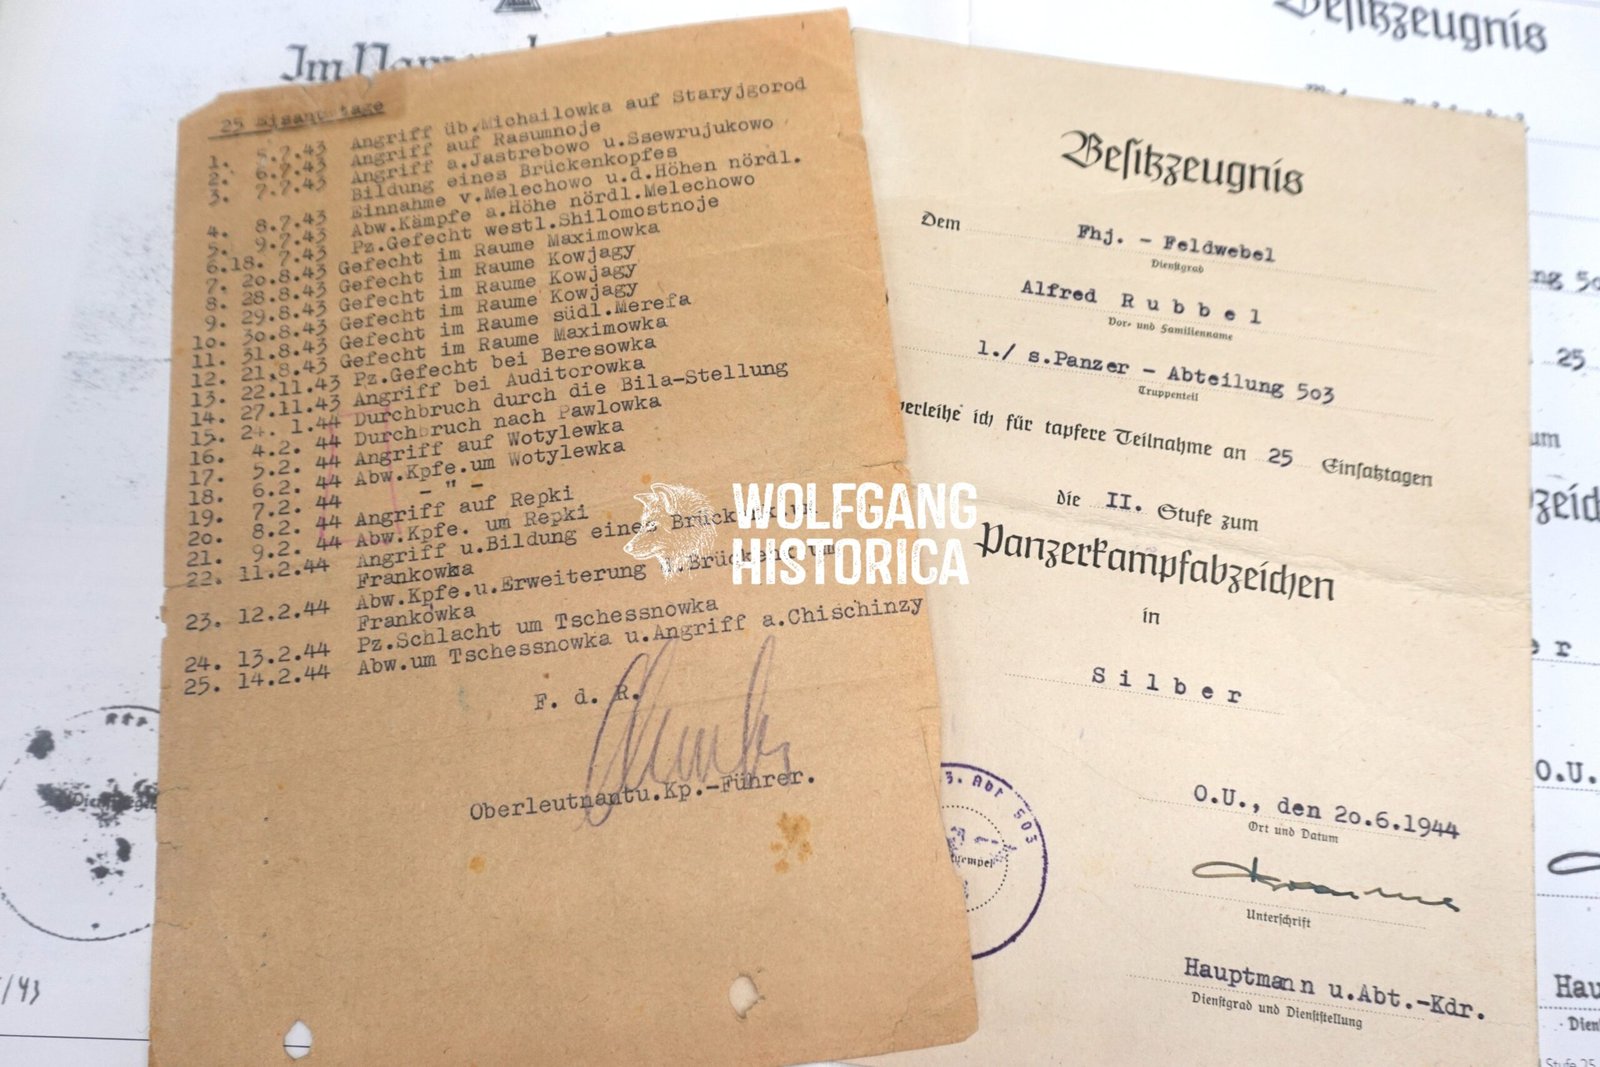 Im
Besitzeugnis
25 Einsatztage
1. 5.7.43 Angriff üb.Michailowka auf Staryjgorod
2. 6.7.43 Angriff auf Rasumnoje
3. 7.7.43 Angriff a.Jastrebowo u.Ssewrujukowo
Bildung eines Brückenkopfes
4. 8.7.43 Einnahme v.Melechowo u.d.Höhen nördl.
5. 9.7.43 Abw.Kämpfe a.Höhe nördl.Melechowo
6. 18. 7.43 Pz.Gefecht westl.Shilomostnoje
7. 20.8.43 Gefecht im Raume Maximowka
8. 28.8.43 Gefecht im Raume Kowjagy
9. 29.8.43 Gefecht im Raume Kowjagy
10. 30.8.43 Gefecht im Raume Kowjagy
11. 31.8.43 Gefecht im Raume südl.Merefa
12. 21.8.43 Gefecht im Raume Maximowka
13. 22.11.43 Pz.Gefecht bei Beresowka
14. 27.11.43 Angriff bei Auditorowka
15. 24. 1.44 Durchbruch durch die Bila-Stellung
16. 4.2. 44 Durchbruch nach Pawlowka
17. 5.2. 44 Angriff auf Wotylewka
18. 6.2. 44 Abw.Kpfe.um Wotylewka
19. 7.2. 44 - " -
20. 8.2. 44 Angriff auf Repki
21. 9.2. 44 Abw.Kpfe. um Repki
22. 11.2.44 Angriff u.Bildung eines
Frankowka
23. 12.2.44 Abw.Kpfe.u.Erweiterung
Frankowka
24. 13.2.44 Pz.Schlacht um Tschessnowka
25. 14.2.44 Abw.um Tschessnowka u.Angriff a.Chischinzy
F. d. R.
Oberleutnantu.Kp.-Führer.
Besitzeugnis
Dem
Fhj. - Feldwebel
Dienstgrad
Alfred Rubbel
Vor- und Familienname
1./ s.Panzer - Abteilung 503
Truppenteil
verleihe ich für tapfere Teilnahme an 25 Einsatztagen
die II. Stufe zum
Panzerkampfabzeichen
in
Silber
O.U., den 20.6.1944
Ort und Datum
Unterschrift
Hauptmann u.Abt.-Kdr.
Dienstgrad und Dienststellung
Abt 503
WOLFGANG
HISTORICA
25
O.U.
Hau
Stufe 25
/43